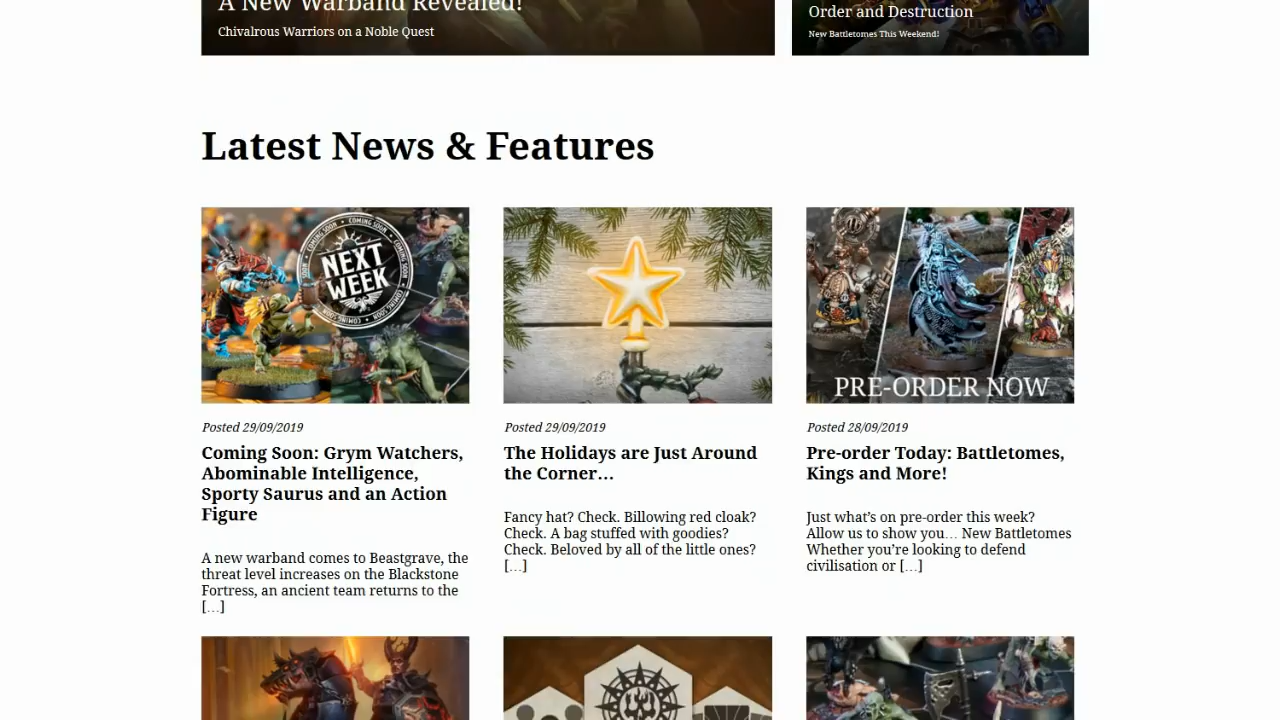 A New Warband Revealed!
Chivalrous Warriors on a Noble Quest
Order and Destruction
New Battletomes This Weekend!
Latest News & Features
COMING SOON
NEXT
WEEK
COMING SOON
PRE-ORDER NOW
Posted 29/09/2019
Coming Soon: Grym Watchers,
Abominable Intelligence,
Sporty Saurus and an Action
Figure
A new warband comes to Beastgrave, the
threat level increases on the Blackstone
Fortress, an ancient team returns to the
[…]
Posted 29/09/2019
The Holidays are Just Around
the Corner…
Fancy hat? Check. Billowing red cloak?
Check. A bag stuffed with goodies?
Check. Beloved by all of the little ones?
[…]
Posted 28/09/2019
Pre-order Today: Battletomes,
Kings and More!
Just what’s on pre-order this week?
Allow us to show you… New Battletomes
Whether you’re looking to defend
civilisation or […]